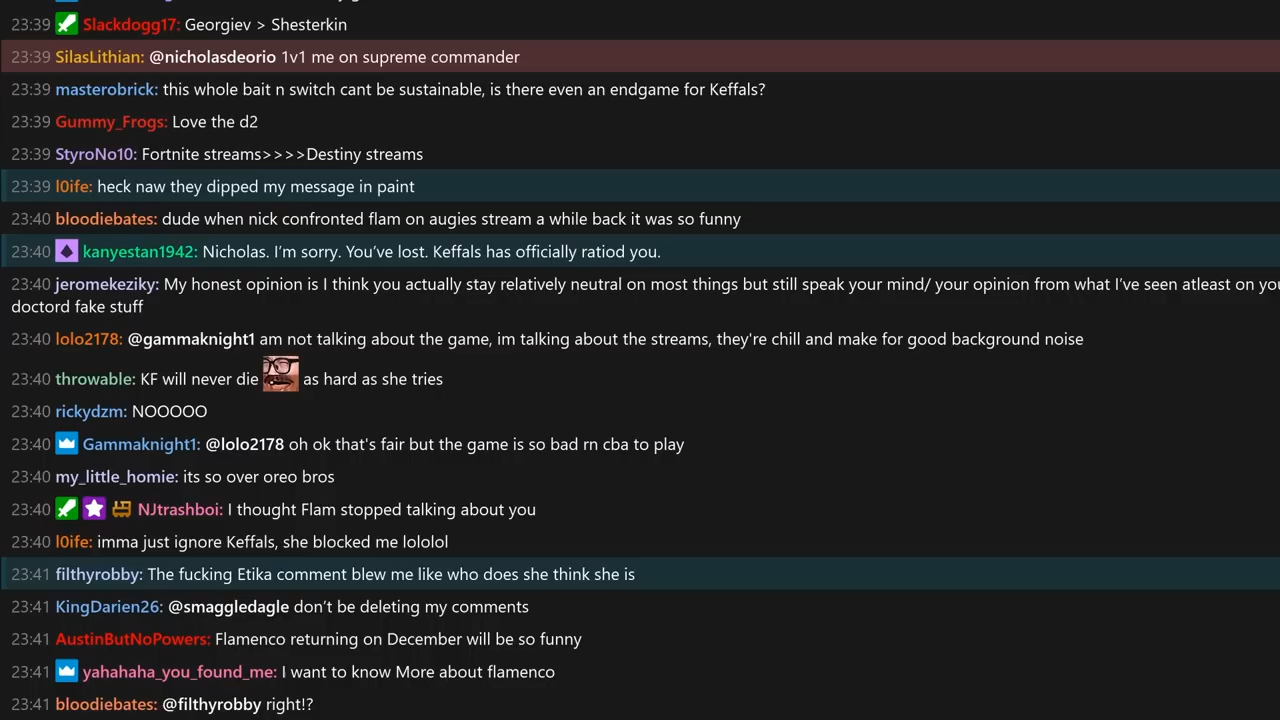 23:39 Slackdogg17: Georgiev > Shesterkin
23:39 SilasLithian: @nicholasdeorio 1v1 me on supreme commander
23:39 masterobrick: this whole bait n switch cant be sustainable, is there even an endgame for Keffals?
23:39 Gummy_Frogs: Love the d2
23:39 StyroNo10: Fortnite streams>>>>Destiny streams
23:39 l0ife: heck naw they dipped my message in paint
23:40 bloodiebates: dude when nick confronted flam on augies stream a while back it was so funny
23:40 kanyestan1942: Nicholas. I’m sorry. You’ve lost. Keffals has officially ratiod you.
23:40 jeromekeziky: My honest opinion is I think you actually stay relatively neutral on most things but still speak your mind/ your opinion from what I’ve seen atleast on
doctord fake stuff
23:40 lolo2178: @gammaknight1 am not talking about the game, im talking about the streams, they're chill and make for good background noise
23:40 throwable: KF will never die as hard as she tries
23:40 rickydzm: NOOOOO
23:40 Gammaknight1: @lolo2178 oh ok that's fair but the game is so bad rn cba to play
23:40 my_little_homie: its so over oreo bros
23:40 NJtrashboi: I thought Flam stopped talking about you
23:40 l0ife: imma just ignore Keffals, she blocked me lololol
23:41 filthyrobby: The fucking Etika comment blew me like who does she think she is
23:41 KingDarien26: @smaggledagle don’t be deleting my comments
23:41 AustinButNoPowers: Flamenco returning on December will be so funny
23:41 yahahaha_you_found_me: I want to know More about flamenco
23:41 bloodiebates: @filthyrobby right!?